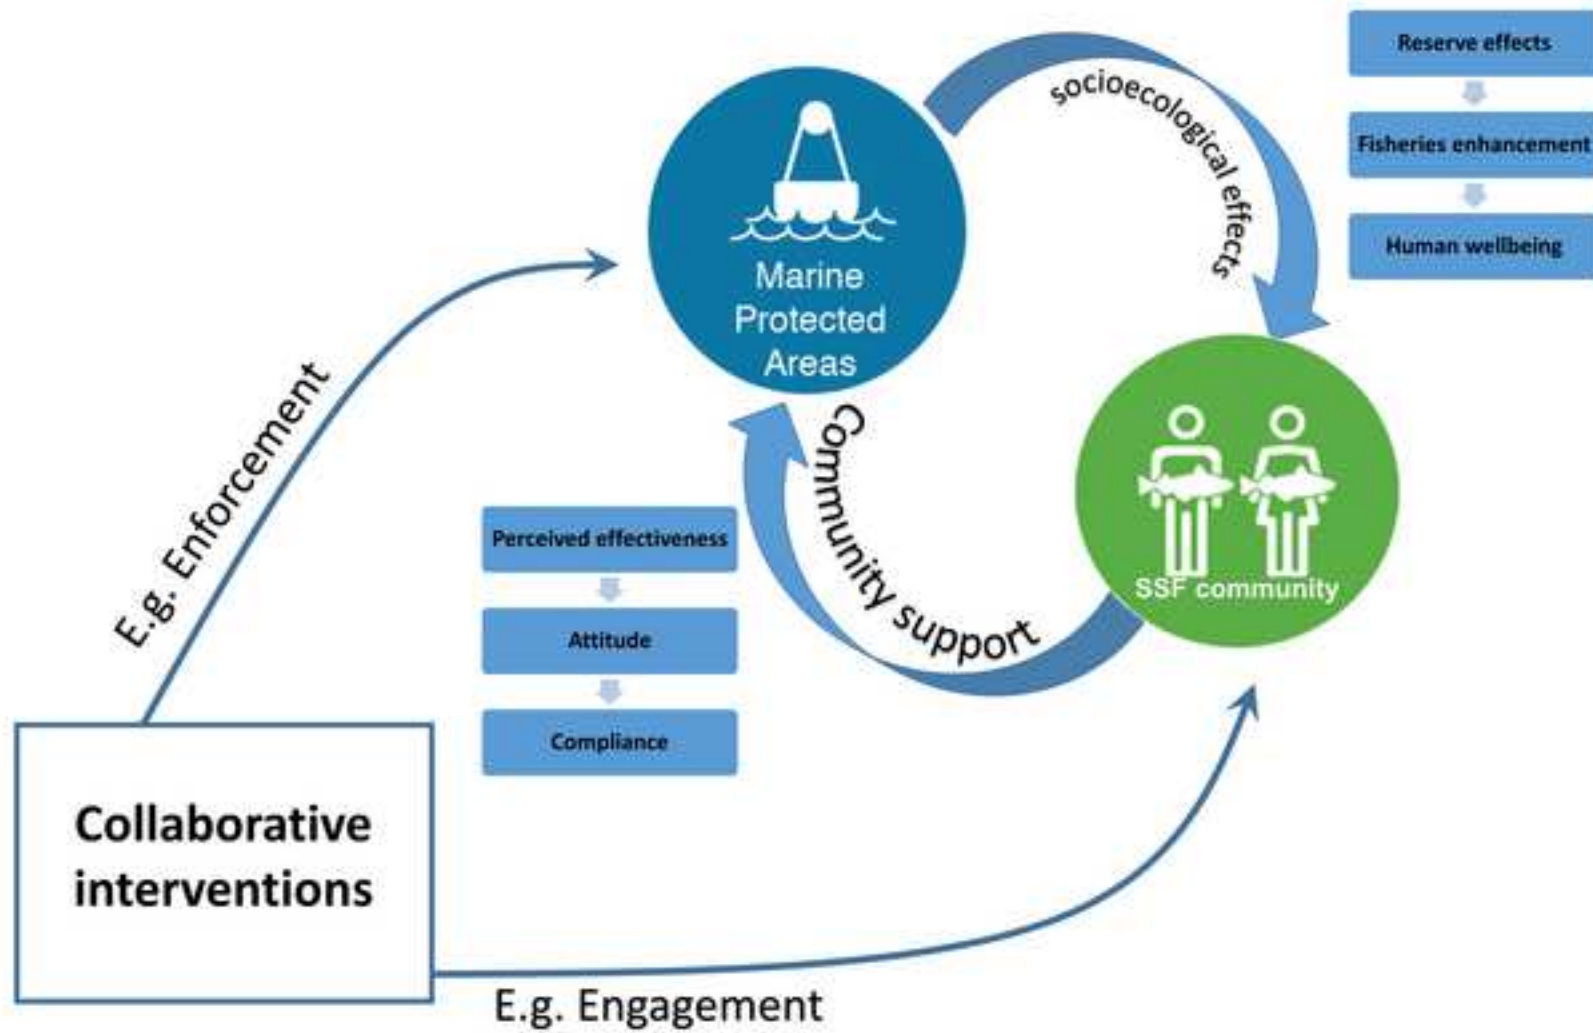 Reserve effects
Fisheries enhancement
Human wellbeing
socioecological effects
Marine
Protected
Areas
SSF community
Community support
Perceived effectiveness
Attitude
Compliance
E.g. Enforcement
Collaborative
interventions
E.g. Engagement